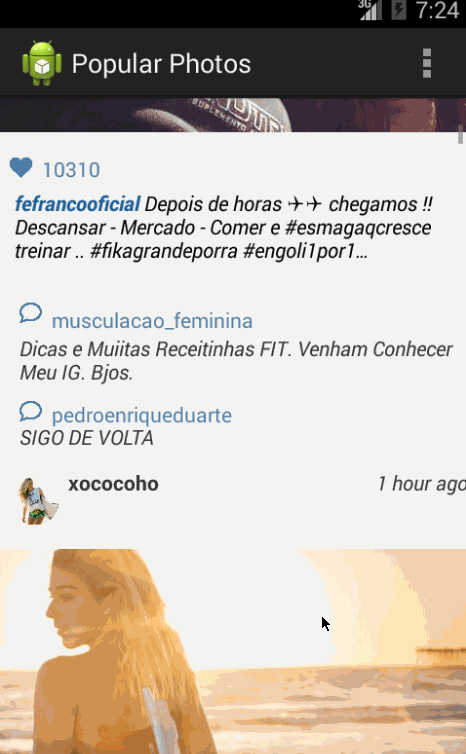 3G 7:24
Popular Photos
SUPLEMENTO
10310
fefrancooficial Depois de horas ✈✈ chegamos !!
Descansar - Mercado - Comer e #esmagaqcresce
treinar .. #fikagrandeporra #engoli1por1...
musculacao_feminina
Dicas e Muiitas Receitinhas FIT. Venham Conhecer
Meu IG. Bjos.
pedroenriqueduarte
SIGO DE VOLTA
xococoho 1 hour ago